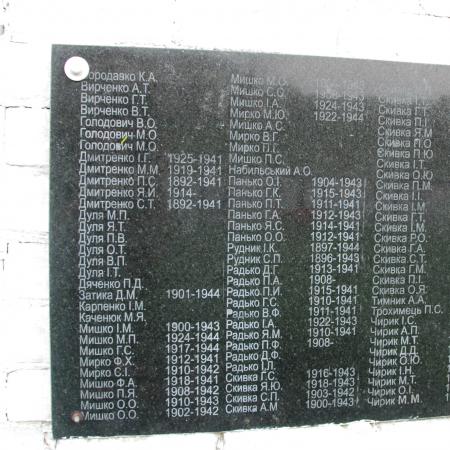 Бородавко К.А.
Вирченко А.Т.
Вирченко Г.Т.
Вирченко В.Т.
Голодович В.О.
Голодович М.О.
Голодович М.О.
Дмитренко І.Г. 1925-1941
Дмитренко М.М. 1919-1941
Дмитренко П.С. 1892-1941
Дмитренко Я.И. 1914-
Дмитренко С.Т. 1892-1941
Дуля М.П.
Дуля Я.Т.
Дуля П.В.
Дуля О.Т.
Дуля В.П.
Дуля І.Т.
Дяченко П.Д.
Затика Д.М. 1901-1944
Карпенко І.М.
Каченюк М.Я.
Мишко І.М. 1900-1943
Мишко М.П. 1924-1944
Мишко Г.С. 1917-1944
Мирко Ф.Х. 1912-1941
Мирко С.І. 1910-1942
Мишко Ф.А. 1918-1941
Мишко П.Я. 1908-1942
Мишко О.О. 1910-1943
Мишко О.О. 1902-1942
Мишко М.О.
Мишко С.О.
Мишко І.А. 1924-1943
Мирко М.Ю. 1922-1944
Мишко А.С.
Мирко В.Г.
Мирко П.Г.
Мишко П.С.
Набильський А.О.
Панько О.І. 1904-1943
Панько Г.Г. 1915-1943
Панько П.Т. 1911-1941
Панько Г.А. 1912-1943
Панько Я.С. 1914-1941
Панько О.О. 1912-1941
Рудник І.К. 1897-1944
Рудник С.П. 1896-1943
Радько Д.Г. 1913-1941
Радько П.А. 1908-
Радько П.И. 1915-1941
Радько Г.С. 1910-1941
Радько В.Ф. 1911-1941
Радько І.А. 1922-1943
Радько Я.М. 1910-1941
Радько П.Ф. 1908-
Радько Д.Ф.
Радько І.Л.
Скивка Г.С. 1916-1943
Скивка Я.Ю. 1918-1943
Скивка С.П. 1903-1942
Скивка А.М 1900-1943
Скивка
Скивка Г.Т.
Скивка П.І
Скивка Я.М
Скивка П.О
Скивка П.Ю
Скивка І.Т.
Скивка О.Ю
Скивка П.М.
Скивка І.І.
Скивка І.М.
Скивка Г.Т.
Скивка І.М.
Скивка Р.О.
Скивка Г.А.
Скивка С.Т.
Скивка Г.М.
Скивка П.І.
Скивка О.Я.
Тимник А.А.
Трохимець П.С.
Чирик І.С.
Чирик А.П
Чирик М.Т.
Чирик Д.Д.
Чирик О.Ю
Чирик І.Н.
Чирик М.Т.
Чирик О.І.
Чирик М М.